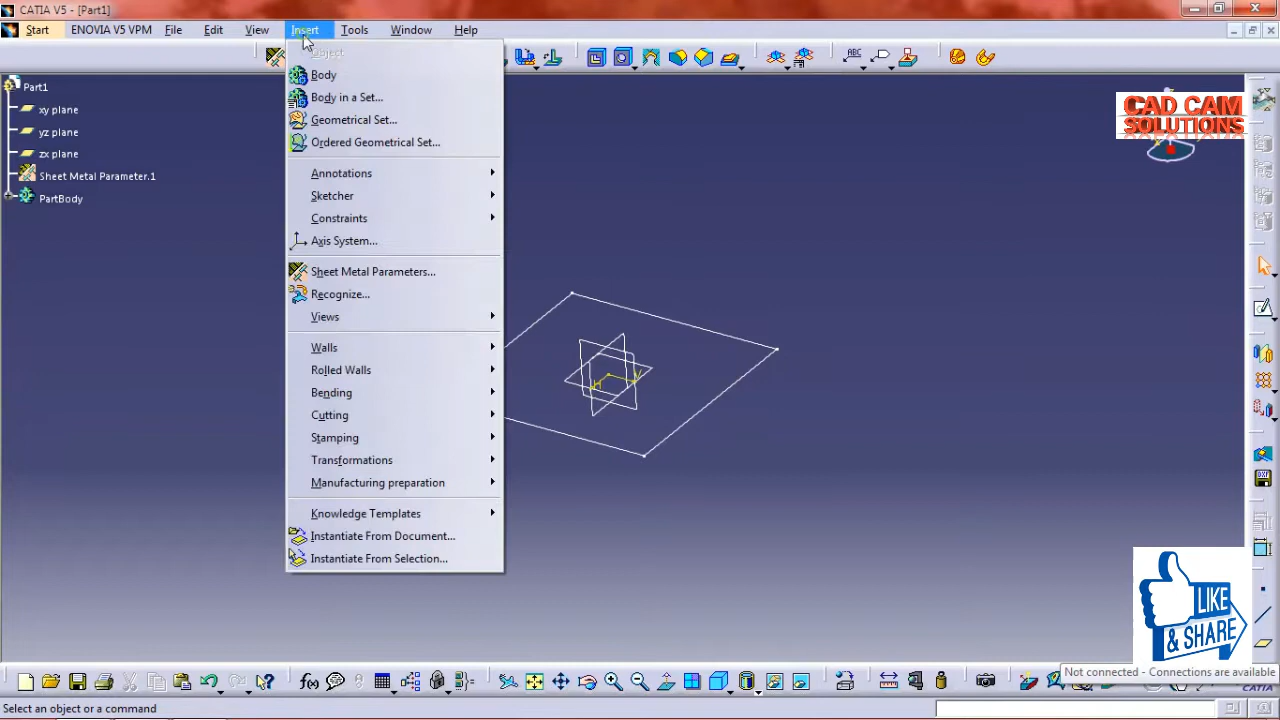 CATIA V5 - [Part1]
Start ENOVIA V5 VPM File Edit View Insert Tools Window Help
Object
Part1
xy plane
yz plane
zx plane
Sheet Metal Parameter.1
PartBody
Body
Body in a Set...
Geometrical Set...
Ordered Geometrical Set...
Annotations
Sketcher
Constraints
Axis System...
Sheet Metal Parameters...
Recognize...
Views
Walls
Rolled Walls
Bending
Cutting
Stamping
Transformations
Manufacturing preparation
Knowledge Templates
Instantiate From Document...
Instantiate From Selection...
ABC
CAD CAM
SOLUTIONS
H
V
DXF
LIKE
& SHARE
Not connected - Connections are available
f(x)
CATIA
Select an object or a command